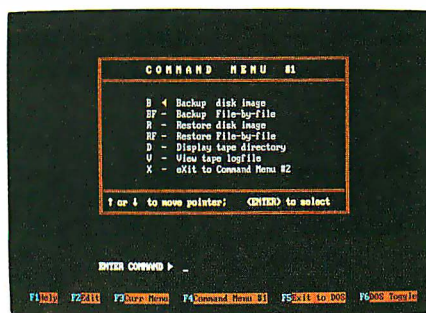 COMMAND MENU #1
B ◄ Backup disk image
BF - Backup File-by-file
R - Restore disk image
RF - Restore File-by-file
D - Display tape directory
V - View tape logfile
X - eXit to Command Menu #2
↑ or ↓ to move pointer; <ENTER> to select
ENTER COMMAND ► _
F1Help F2Edit F3Curr Menu F4Command Menu #1 F5Exit to DOS F6DOS Toggle